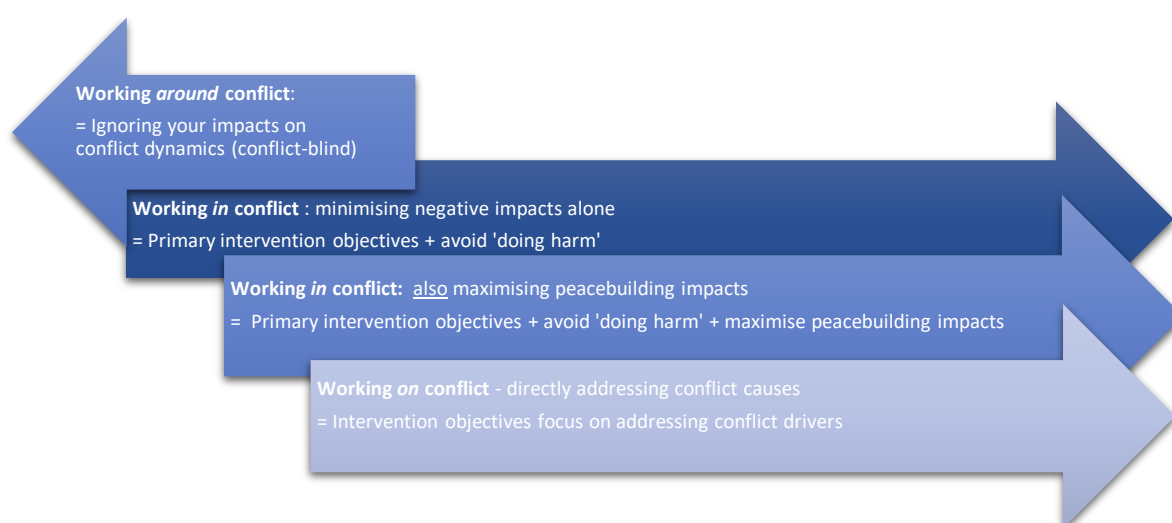 Working around conflict:
= Ignoring your impacts on
conflict dynamics (conflict-blind)
Working in conflict : minimising negative impacts alone
= Primary intervention objectives + avoid 'doing harm'
Working in conflict: also maximising peacebuilding impacts
= Primary intervention objectives + avoid 'doing harm' + maximise peacebuilding impacts
Working on conflict - directly addressing conflict causes
= Intervention objectives focus on addressing conflict drivers